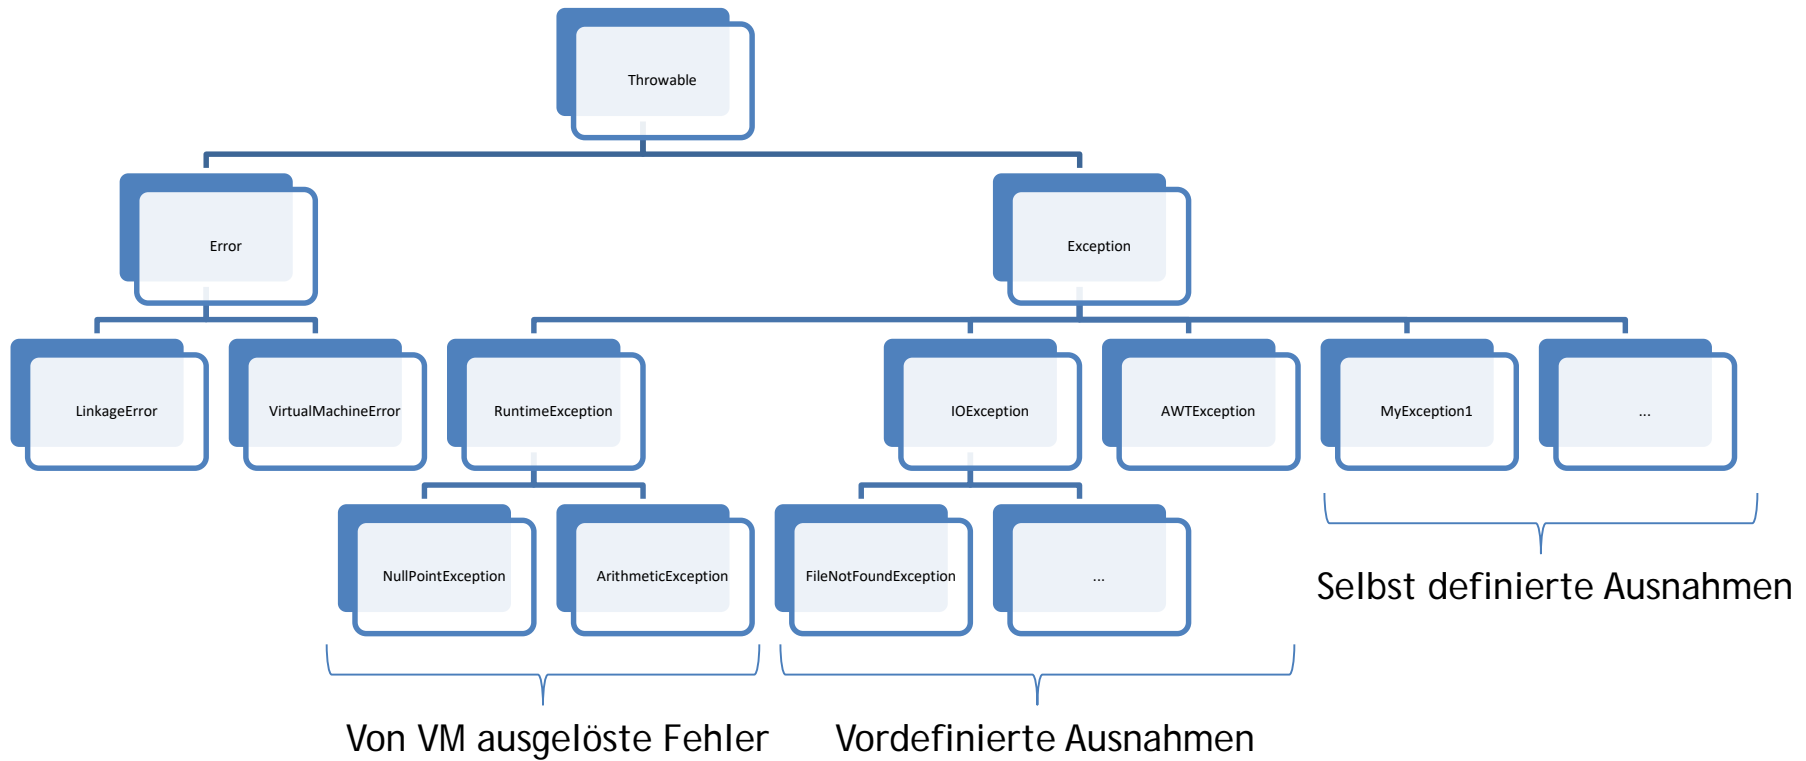 Throwable
Error
Exception
LinkageError
VirtualMachineError
RuntimeException
IOException
AWTException
MyException1
...
NullPointException
ArithmeticException
FileNotFoundException
...
Selbst definierte Ausnahmen
Von VM ausgelöste Fehler
Vordefinierte Ausnahmen